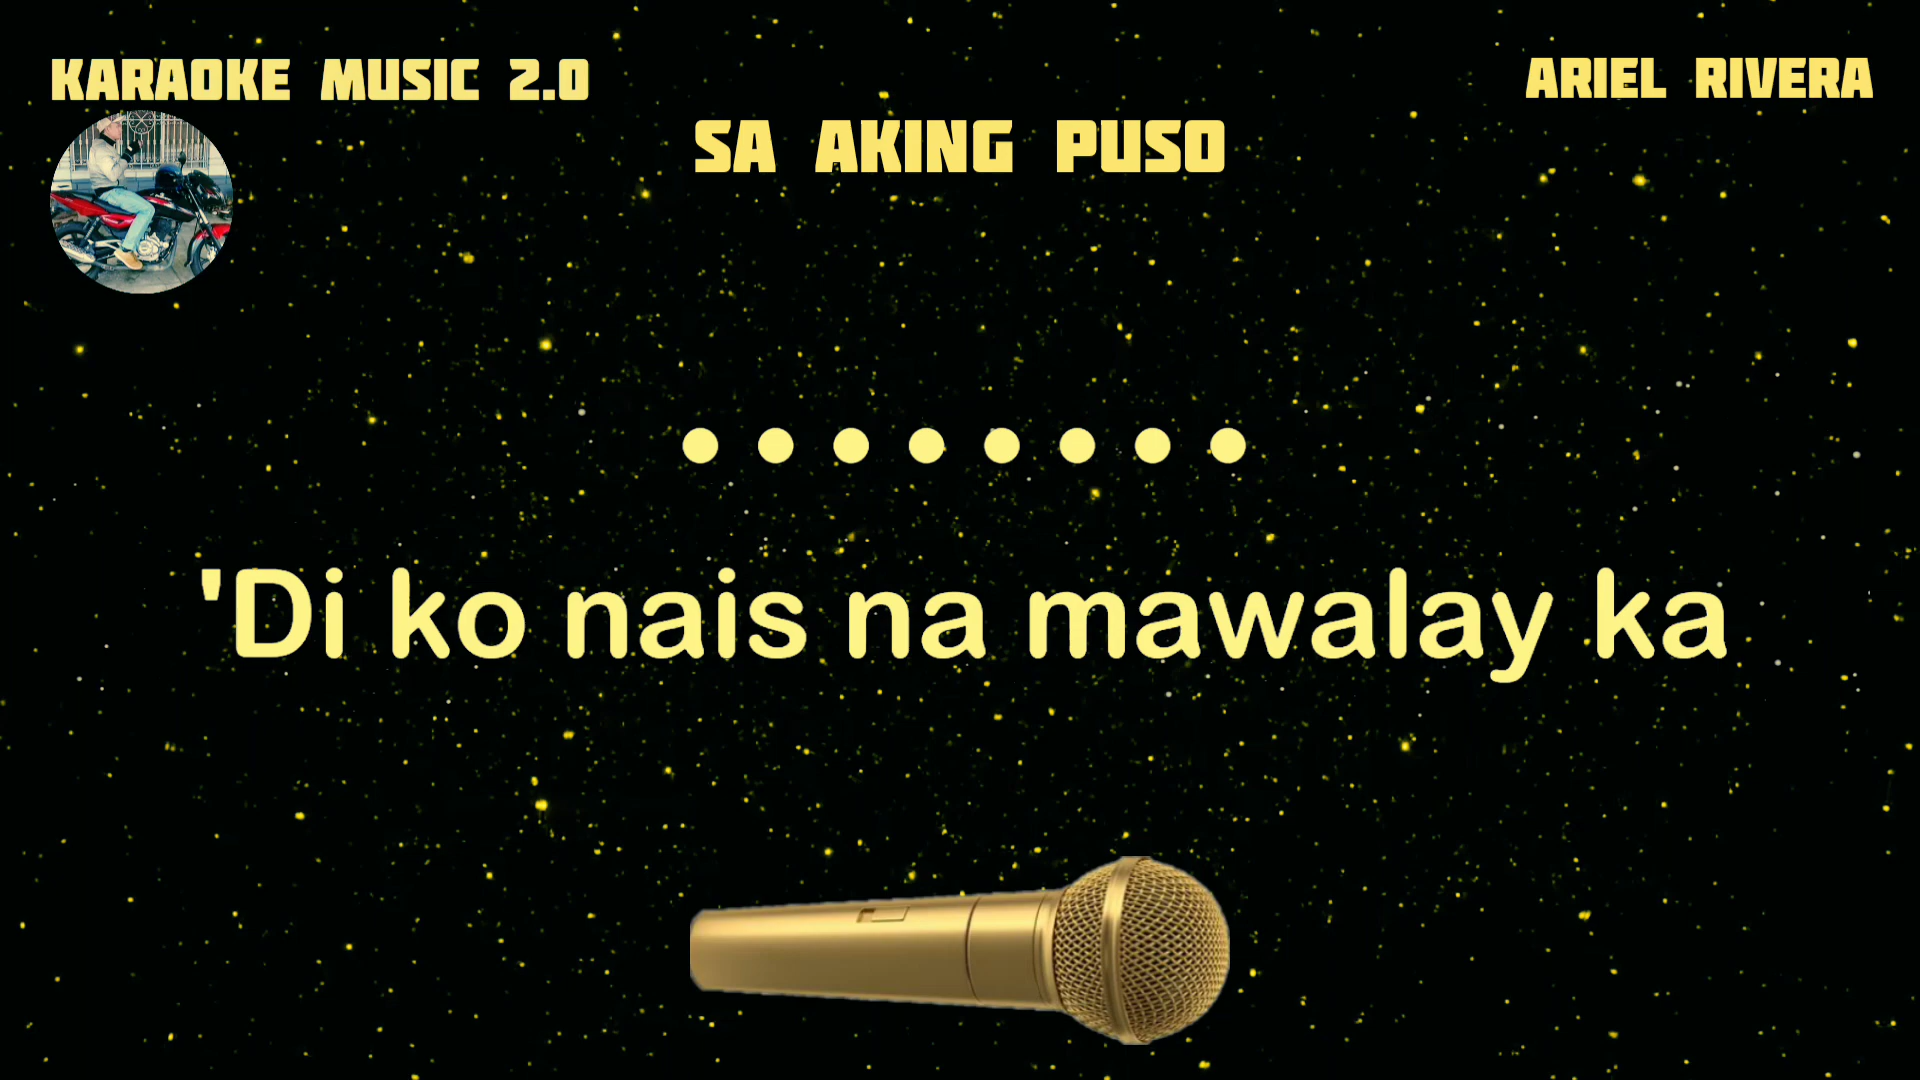 KARAOKE MUSIC 2.0
ARIEL RIVERA
SA AKING PUSO
● ● ● ● ● ● ● ●
'Di ko nais na mawalay ka